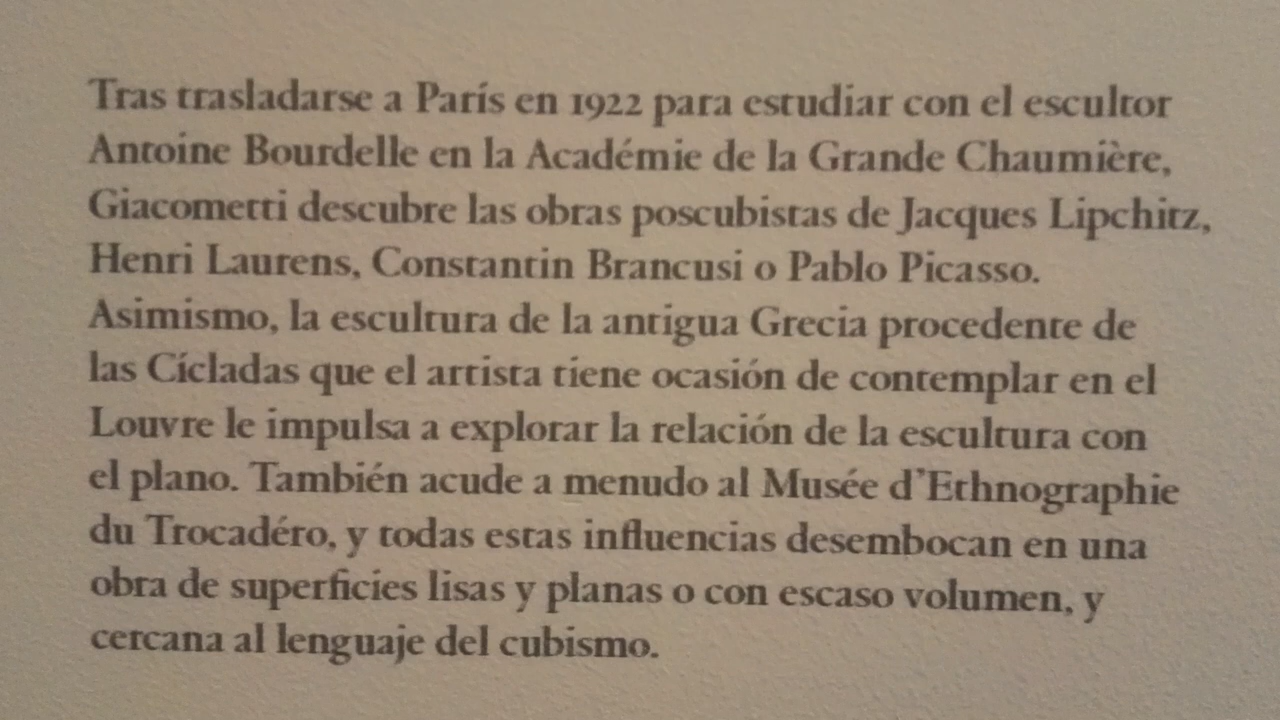 Tras trasladarse a París en 1922 para estudiar con el escultor
Antoine Bourdelle en la Académie de la Grande Chaumière,
Giacometti descubre las obras poscubistas de Jacques Lipchitz,
Henri Laurens, Constantin Brancusi o Pablo Picasso.
Asimismo, la escultura de la antigua Grecia procedente de
las Cícladas que el artista tiene ocasión de contemplar en el
Louvre le impulsa a explorar la relación de la escultura con
el plano. También acude a menudo al Musée d'Ethnographie
du Trocadéro, y todas estas influencias desembocan en una
obra de superficies lisas y planas o con escaso volumen, y
cercana al lenguaje del cubismo.